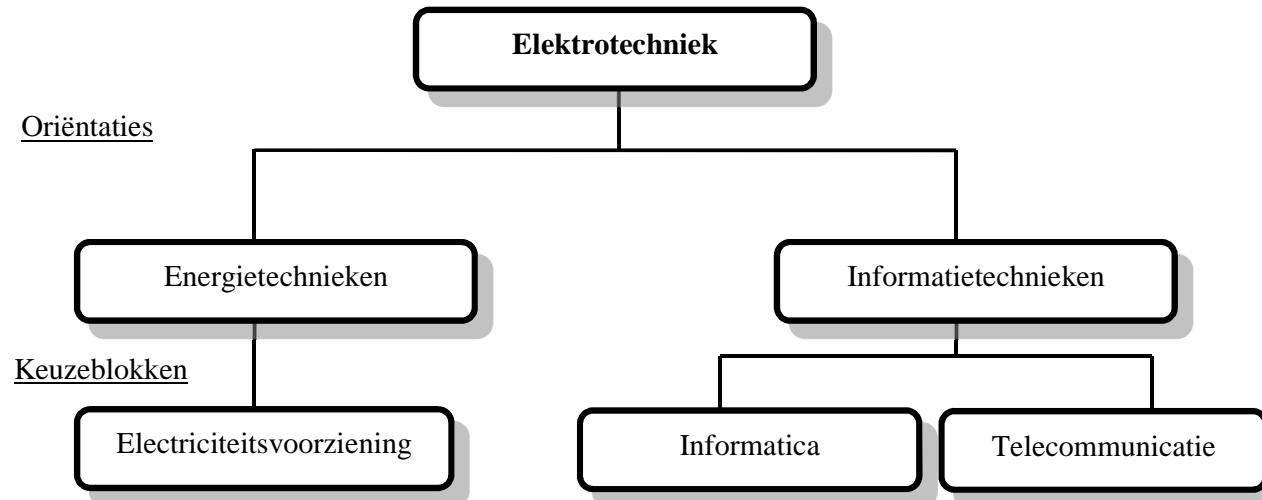 Elektrotechniek
Oriëntaties
Energietechnieken
Informatietechnieken
Keuzeblokken
Electriciteitsvoorziening
Informatica
Telecommunicatie